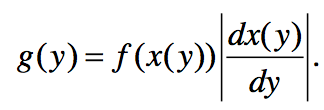 g(y) = f(x(y)) |dx(y)/dy|.